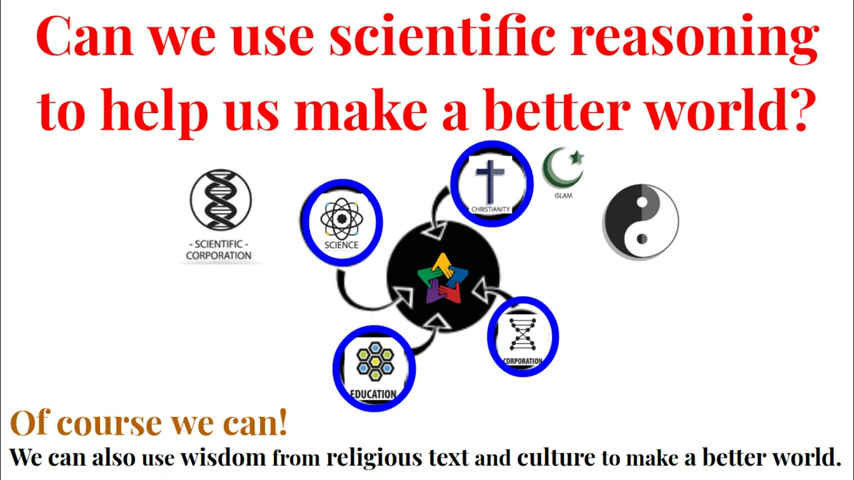 Can we use scientific reasoning
to help us make a better world?
CHRISTIANITY
ISLAM
SCIENCE
- SCIENTIFIC -
CORPORATION
CORPORATION
EDUCATION
Of course we can!
We can also use wisdom from religious text and culture to make a better world.